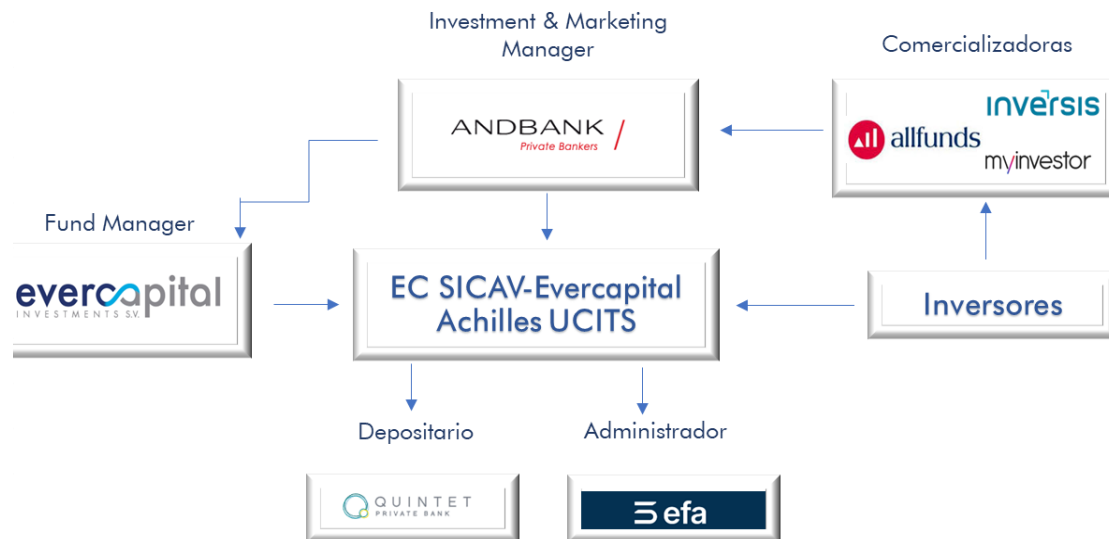 Investment & Marketing
Manager
Comercializadoras
ANDBANK
Private Bankers
inversis
allfunds
myinvestor
Fund Manager
evercapital
INVESTMENTS S.V.
EC SICAV-Evercapital
Achilles UCITS
Inversores
Depositario
Administrador
QUINTET
PRIVATE BANK
efa